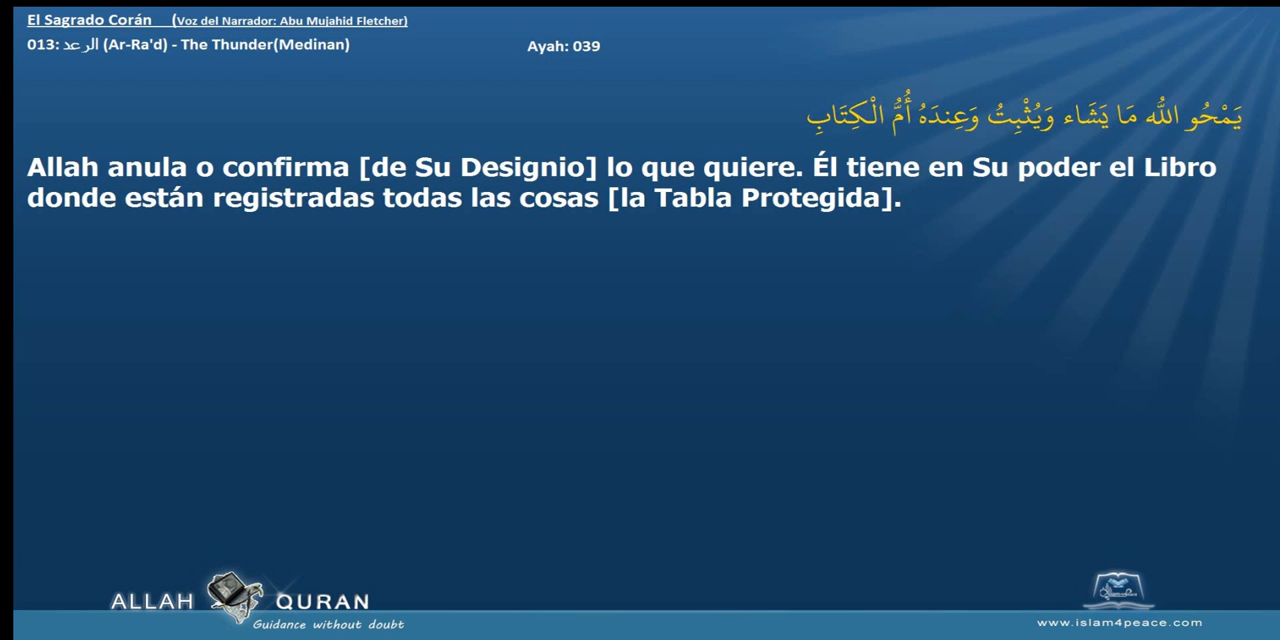 El Sagrado Corán (Voz del Narrador: Abu Mujahid Fletcher)
013: الرعد (Ar-Ra'd) - The Thunder(Medinan) Ayah: 039
يَمْحُو اللّٰه مَا يَشَاء وَيُثْبِتُ وَعِندَهُ أُمُّ الْكِتَابِ
Allah anula o confirma [de Su Designio] lo que quiere. Él tiene en Su poder el Libro
donde están registradas todas las cosas [la Tabla Protegida].
ALLAH QURAN
Guidance without doubt
www.islam4peace.com